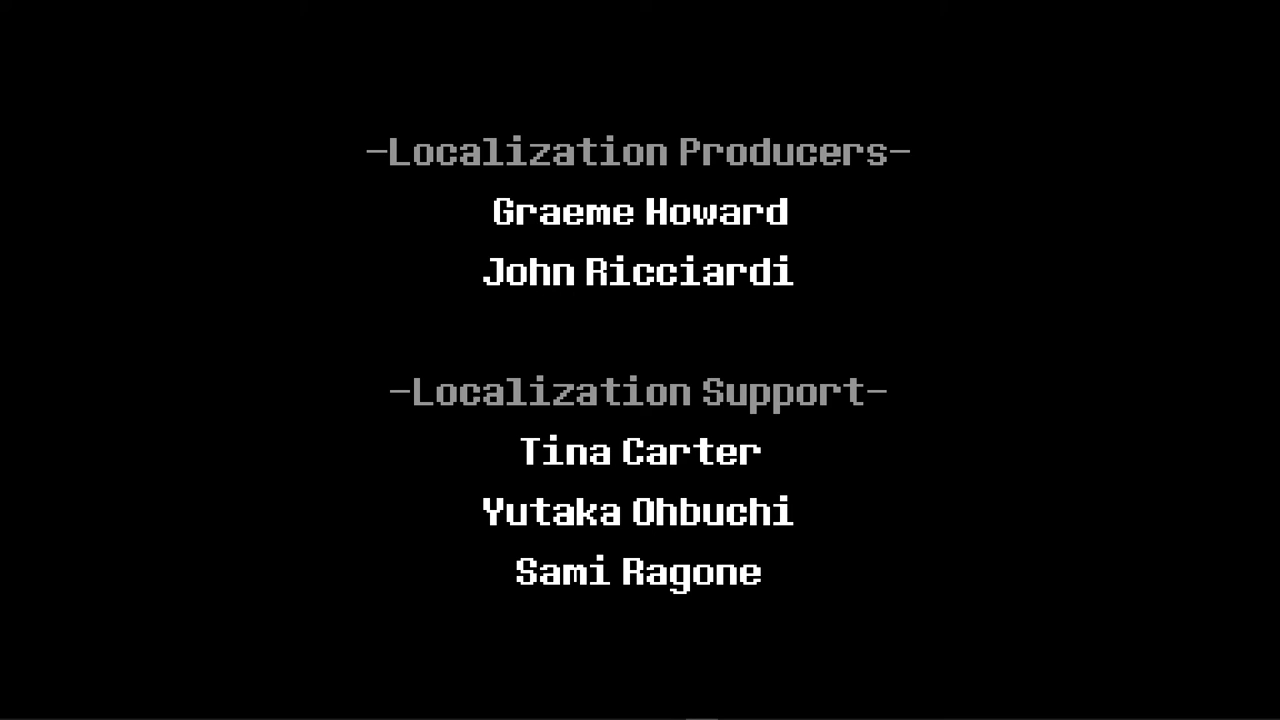 -Localization Producers-
Graeme Howard
John Ricciardi
-Localization Support-
Tina Carter
Yutaka Ohbuchi
Sami Ragone